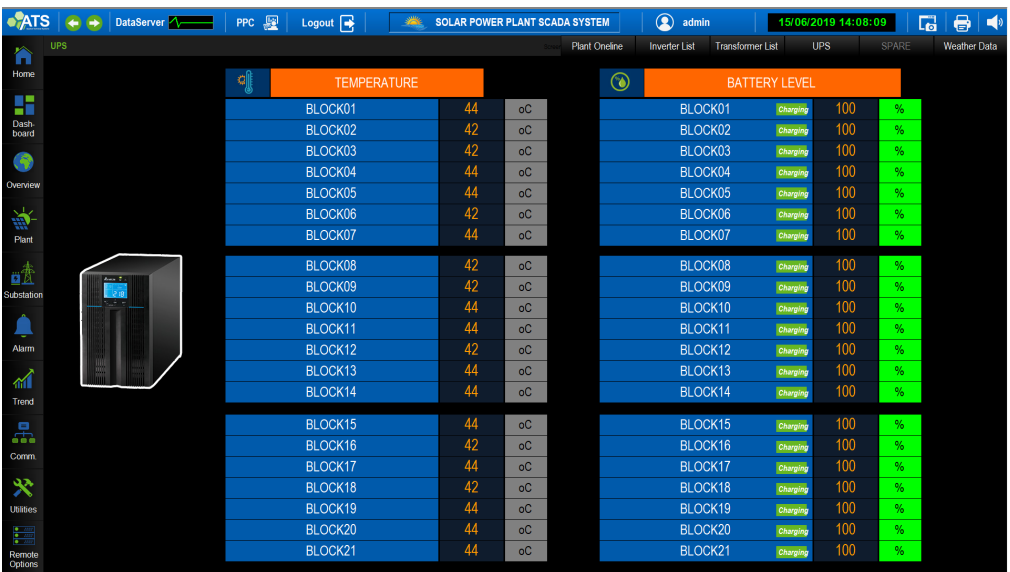 ATS DataServer PPC Logout SOLAR POWER PLANT SCADA SYSTEM admin 15/06/2019 14:08:09
UPS Plant Oneline Inverter List Transformer List UPS SPARE Weather Data
Home
Dash-
board
Overview
Plant
Substation
Alarm
Trend
Comm.
Utilities
Remote
Options
TEMPERATURE
BLOCK01 44 oC
BLOCK02 42 oC
BLOCK03 42 oC
BLOCK04 44 oC
BLOCK05 44 oC
BLOCK06 42 oC
BLOCK07 44 oC
BLOCK08 42 oC
BLOCK09 42 oC
BLOCK10 44 oC
BLOCK11 44 oC
BLOCK12 42 oC
BLOCK13 44 oC
BLOCK14 44 oC
BLOCK15 44 oC
BLOCK16 42 oC
BLOCK17 44 oC
BLOCK18 42 oC
BLOCK19 44 oC
BLOCK20 44 oC
BLOCK21 44 oC
BATTERY LEVEL
BLOCK01 Charging 100 %
BLOCK02 Charging 100 %
BLOCK03 Charging 100 %
BLOCK04 Charging 100 %
BLOCK05 Charging 100 %
BLOCK06 Charging 100 %
BLOCK07 Charging 100 %
BLOCK08 Charging 100 %
BLOCK09 Charging 100 %
BLOCK10 Charging 100 %
BLOCK11 Charging 100 %
BLOCK12 Charging 100 %
BLOCK13 Charging 100 %
BLOCK14 Charging 100 %
BLOCK15 Charging 100 %
BLOCK16 Charging 100 %
BLOCK17 Charging 100 %
BLOCK18 Charging 100 %
BLOCK19 Charging 100 %
BLOCK20 Charging 100 %
BLOCK21 Charging 100 %